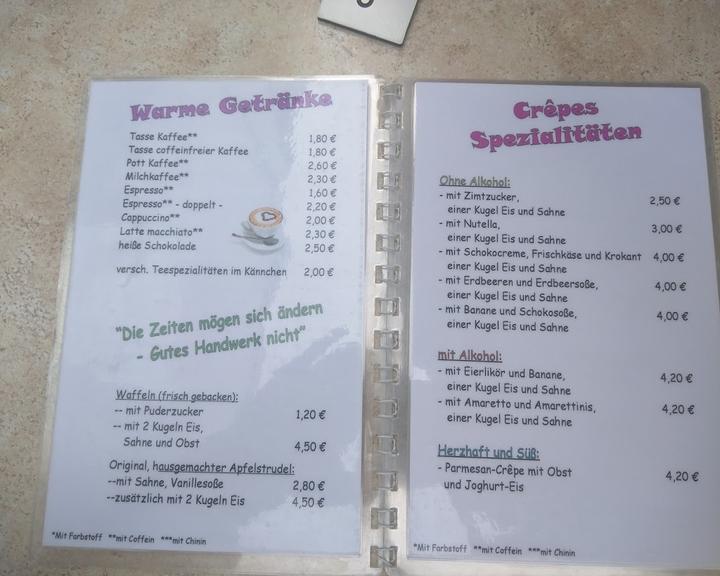 Warme Getränke
Tasse Kaffee** 1,80 €
Tasse coffeinfreier Kaffee 1,80 €
Pott Kaffee** 2,60 €
Milchkaffee** 2,30 €
Espresso** 1,60 €
Espresso** - doppelt - 2,20 €
Cappuccino** 2,00 €
Latte macchiato** 2,30 €
heiße Schokolade 2,50 €
versch. Teespezialitäten im Kännchen 2,00 €
"Die Zeiten mögen sich ändern
- Gutes Handwerk nicht"
Waffeln (frisch gebacken):
-- mit Puderzucker 1,20 €
-- mit 2 Kugeln Eis,
Sahne und Obst 4,50 €
Original, hausgemachter Apfelstrudel:
--mit Sahne, Vanillesoße 2,80 €
--zusätzlich mit 2 Kugeln Eis 4,50 €
*Mit Farbstoff **mit Coffein ***mit Chinin
Crêpes
Spezialitäten
Ohne Alkohol:
- mit Zimtzucker, 2,50 €
einer Kugel Eis und Sahne
- mit Nutella, 3,00 €
einer Kugel Eis und Sahne
- mit Schokocreme, Frischkäse und Krokant 4,00 €
einer Kugel Eis und Sahne
- mit Erdbeeren und Erdbeersoße, 4,00 €
einer Kugel Eis und Sahne
- mit Banane und Schokosoße, 4,00 €
einer Kugel Eis und Sahne
mit Alkohol:
- mit Eierlikör und Banane, 4,20 €
einer Kugel Eis und Sahne
- mit Amaretto und Amarettinis, 4,20 €
einer Kugel Eis und Sahne
Herzhaft und Süß:
- Parmesan-Crêpe mit Obst 4,20 €
und Joghurt-Eis
*Mit Farbstoff **mit Coffein ***mit Chinin